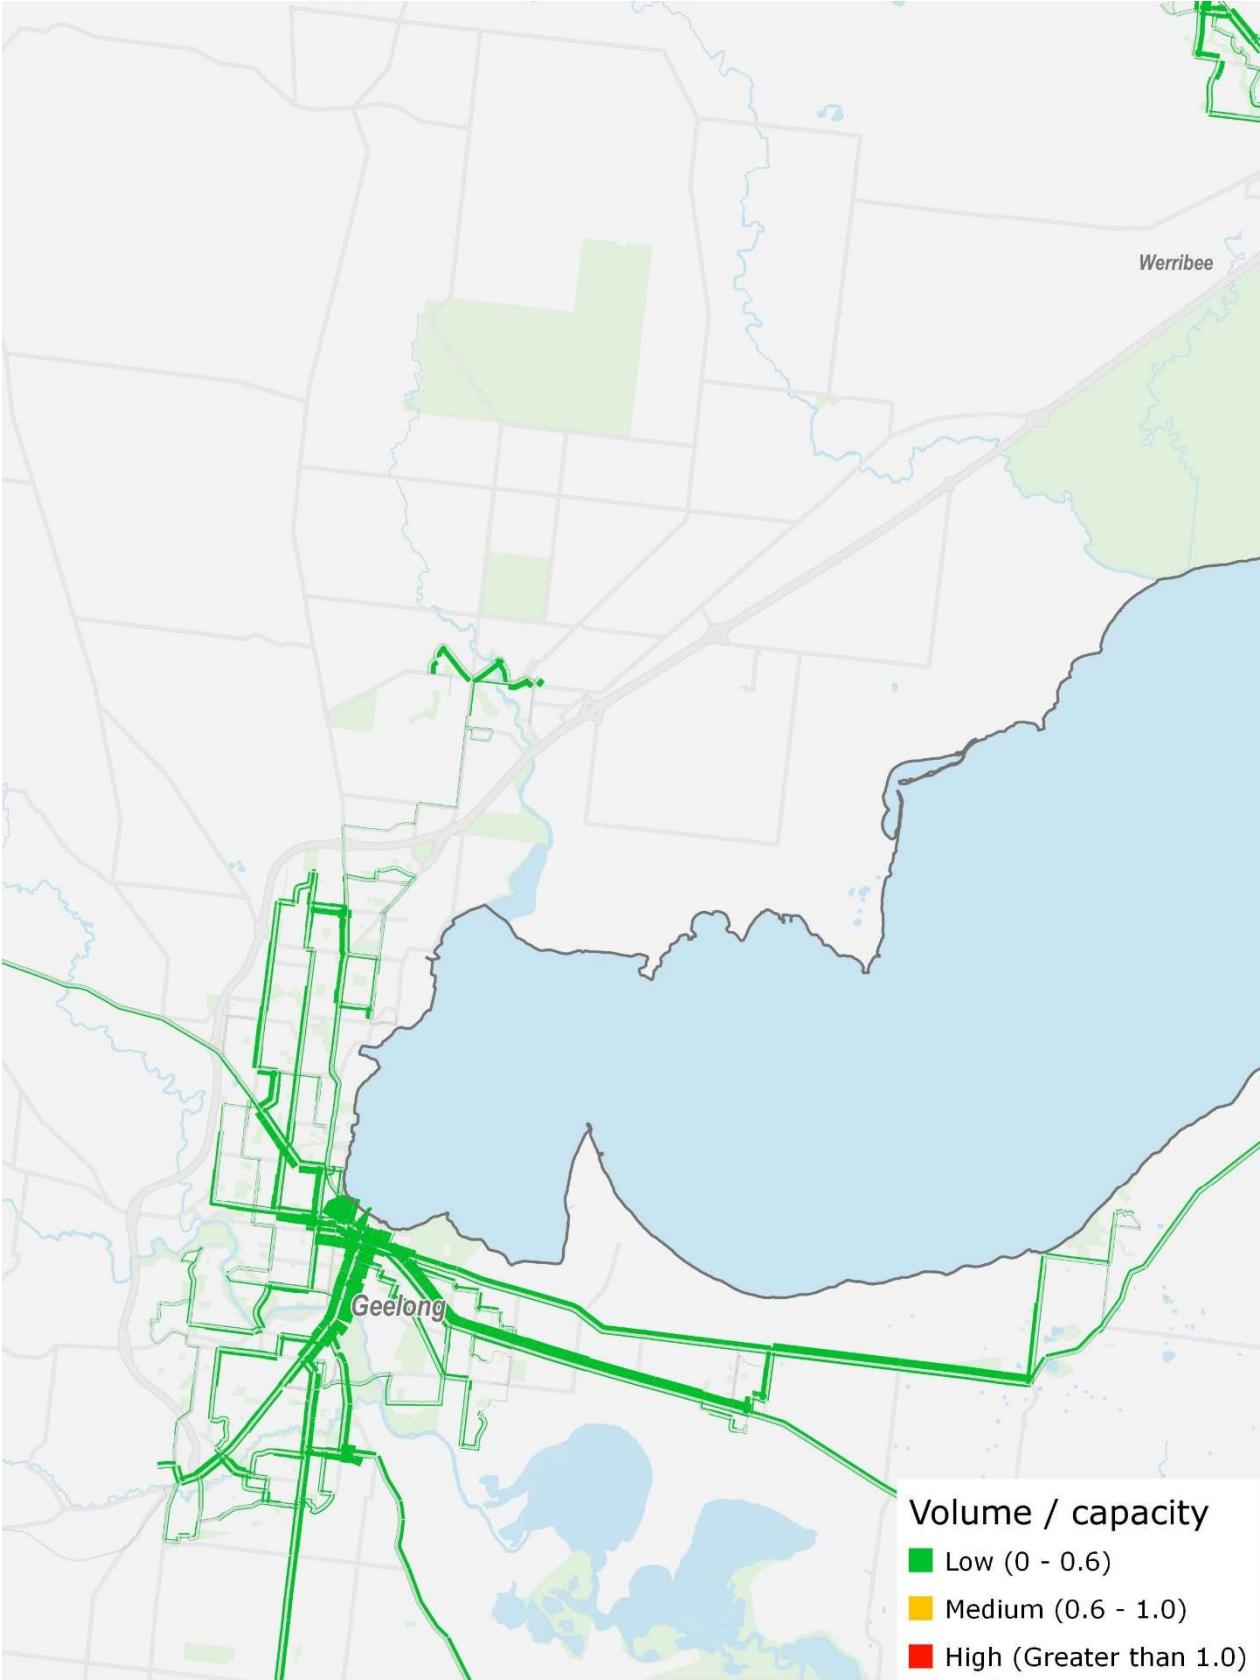 Werribee
Geelong
Volume / capacity
Low (0 - 0.6)
Medium (0.6 - 1.0)
High (Greater than 1.0)